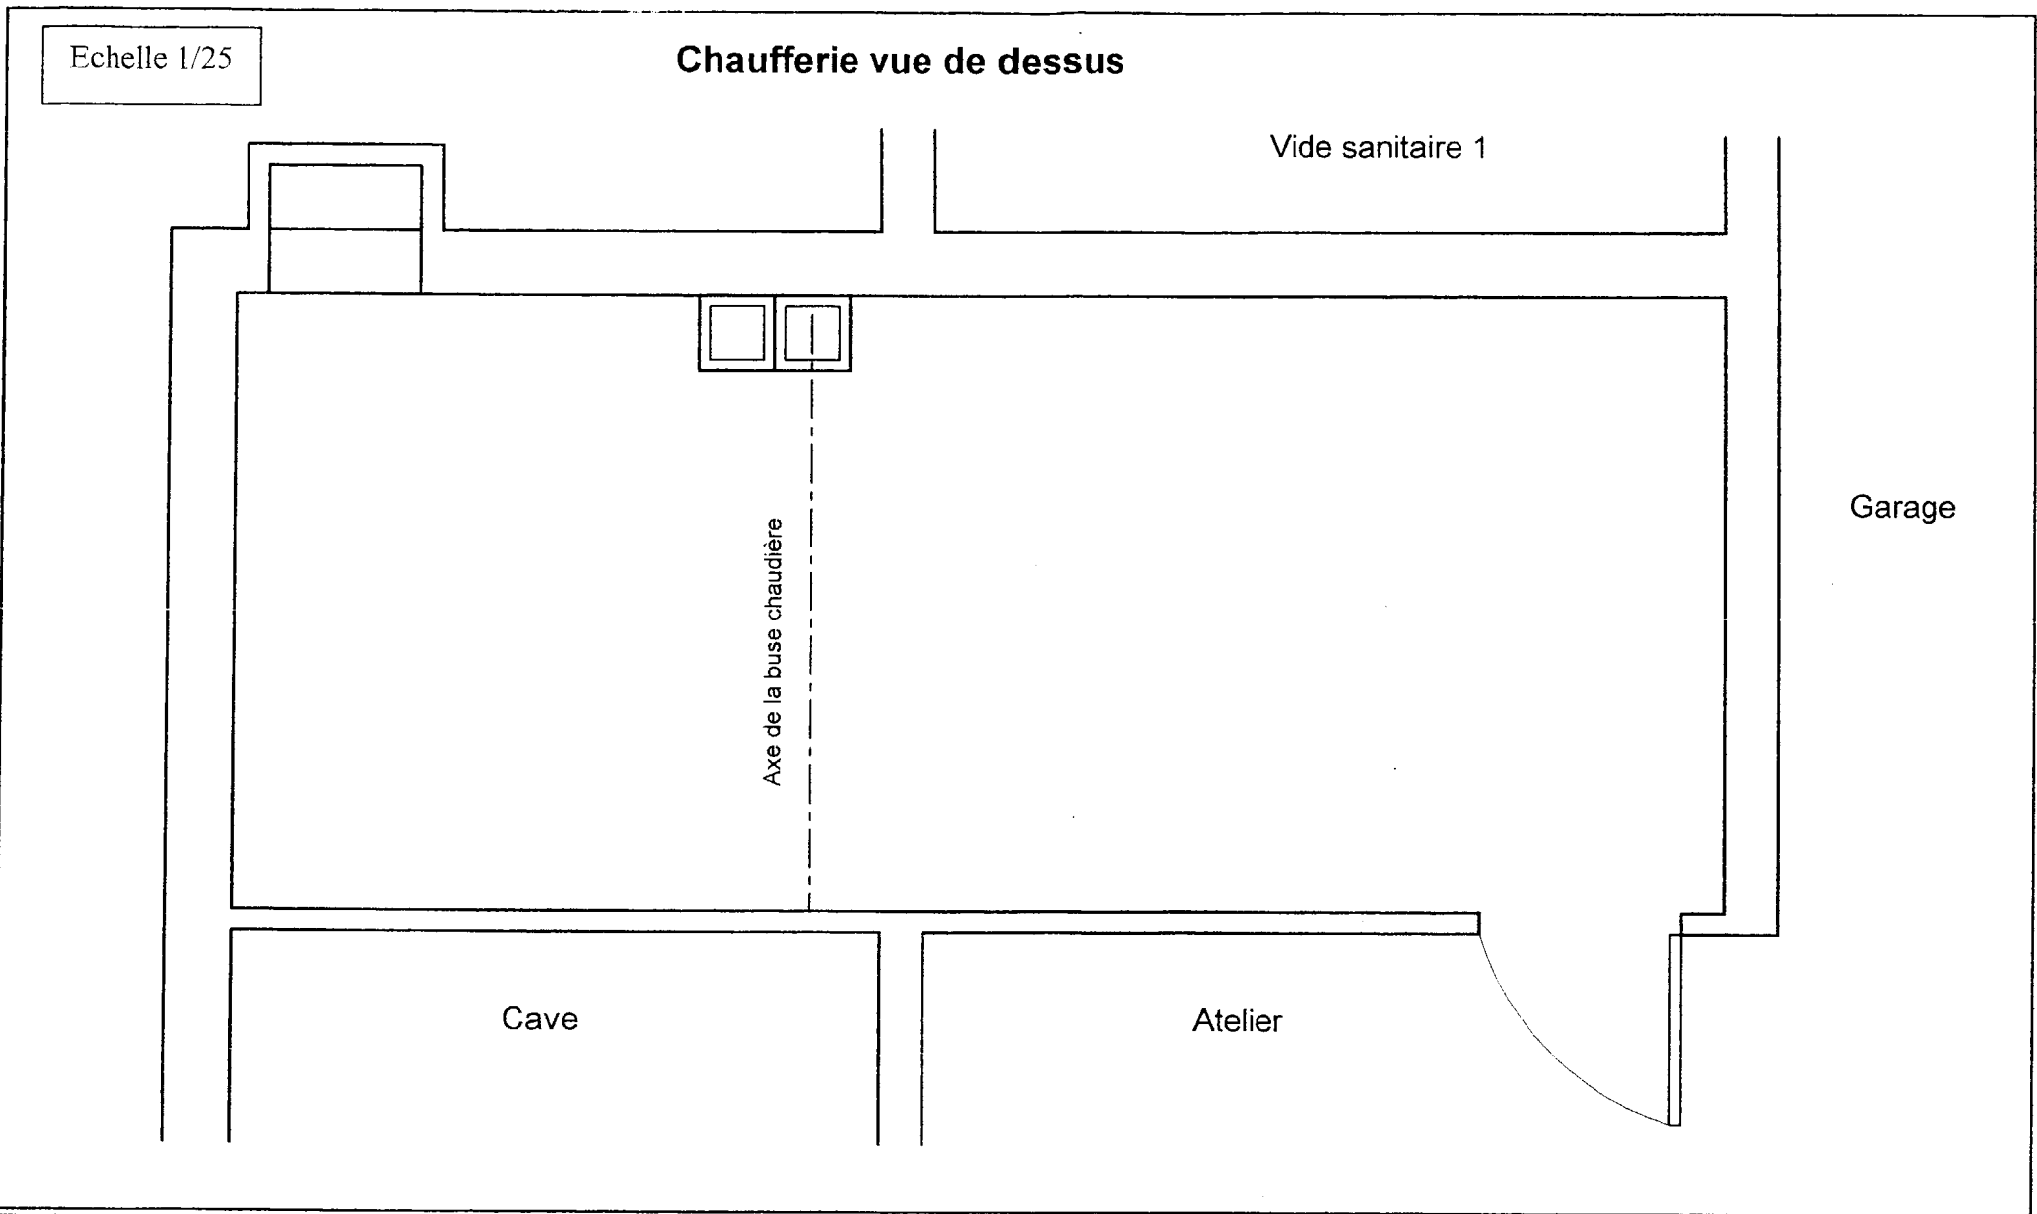 Echelle 1/25
Chaufferie vue de dessus
Vide sanitaire 1
Garage
Axe de la buse chaudière
Cave
Atelier